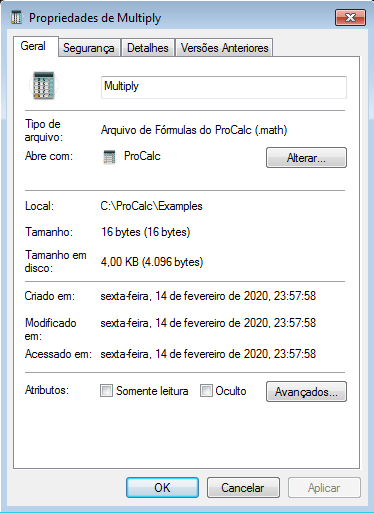 Propriedades de Multiply
Geral Segurança Detalhes Versões Anteriores
Multiply
Tipo de
arquivo:
Arquivo de Fórmulas do ProCalc (.math)
Abre com: ProCalc Alterar...
Local: C:\ProCalc\Examples
Tamanho: 16 bytes (16 bytes)
Tamanho em
disco:
4,00 KB (4.096 bytes)
Criado em: sexta-feira, 14 de fevereiro de 2020, 23:57:58
Modificado
em:
sexta-feira, 14 de fevereiro de 2020, 23:57:58
Acessado em: sexta-feira, 14 de fevereiro de 2020, 23:57:58
Atributos: Somente leitura Oculto Avançados...
OK Cancelar Aplicar